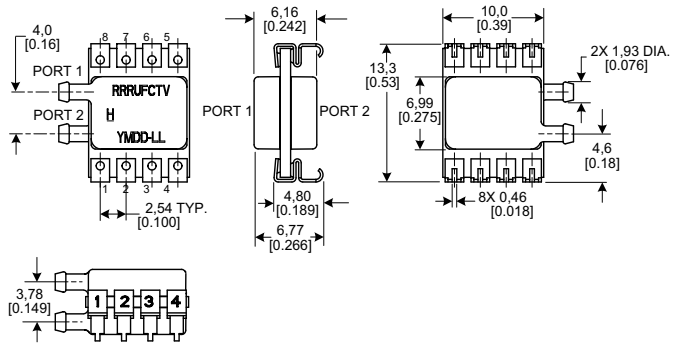 4,0
[0.16]
8 7 6 5
PORT 1
PORT 2
RRRUFCTV
H
YMDD-LL
1 2 3 4
2,54 TYP.
[0.100]
6,16
[0.242]
PORT 1
PORT 2
4,80
[0.189]
6,77
[0.266]
10,0
[0.39]
13,3
[0.53]
6,99
[0.275]
2X 1,93 DIA.
[0.076]
4,6
[0.18]
8X 0,46
[0.018]
3,78
[0.149]
1 2 3 4